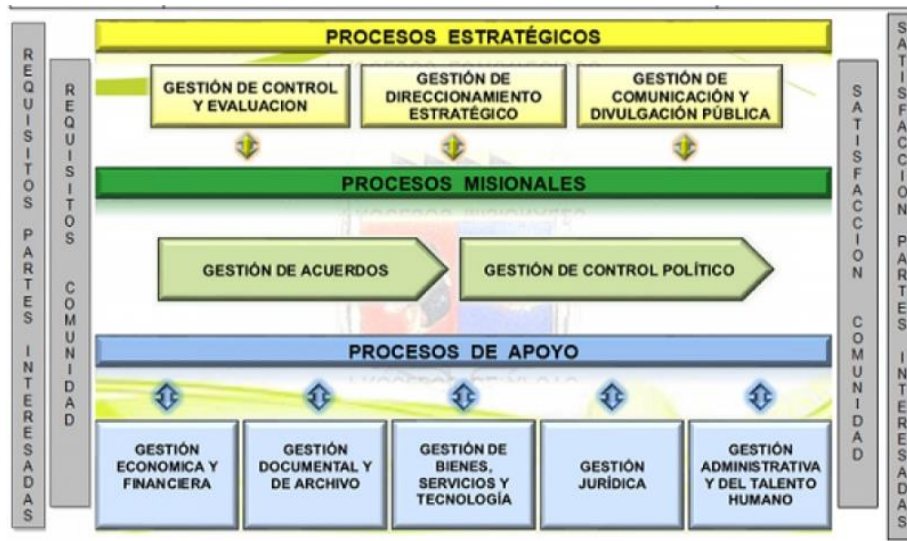 REQUISITOS PARTES INTERESADAS
REQUISITOS COMUNIDAD
PROCESOS ESTRATÉGICOS
GESTIÓN DE CONTROL
Y EVALUACION
GESTIÓN DE
DIRECCIONAMIENTO
ESTRATÉGICO
GESTIÓN DE
COMUNICACIÓN Y
DIVULGACIÓN PÚBLICA
PROCESOS MISIONALES
GESTIÓN DE ACUERDOS
GESTIÓN DE CONTROL POLÍTICO
PROCESOS DE APOYO
GESTIÓN
ECONOMICA Y
FINANCIERA
GESTIÓN
DOCUMENTAL Y
DE ARCHIVO
GESTIÓN DE
BIENES,
SERVICIOS Y
TECNOLOGÍA
GESTIÓN
JURÍDICA
GESTIÓN
ADMINISTRATIVA
Y DEL TALENTO
HUMANO
SATISFACCION COMUNIDAD
SATISFACCION PARTES INTERESADAS